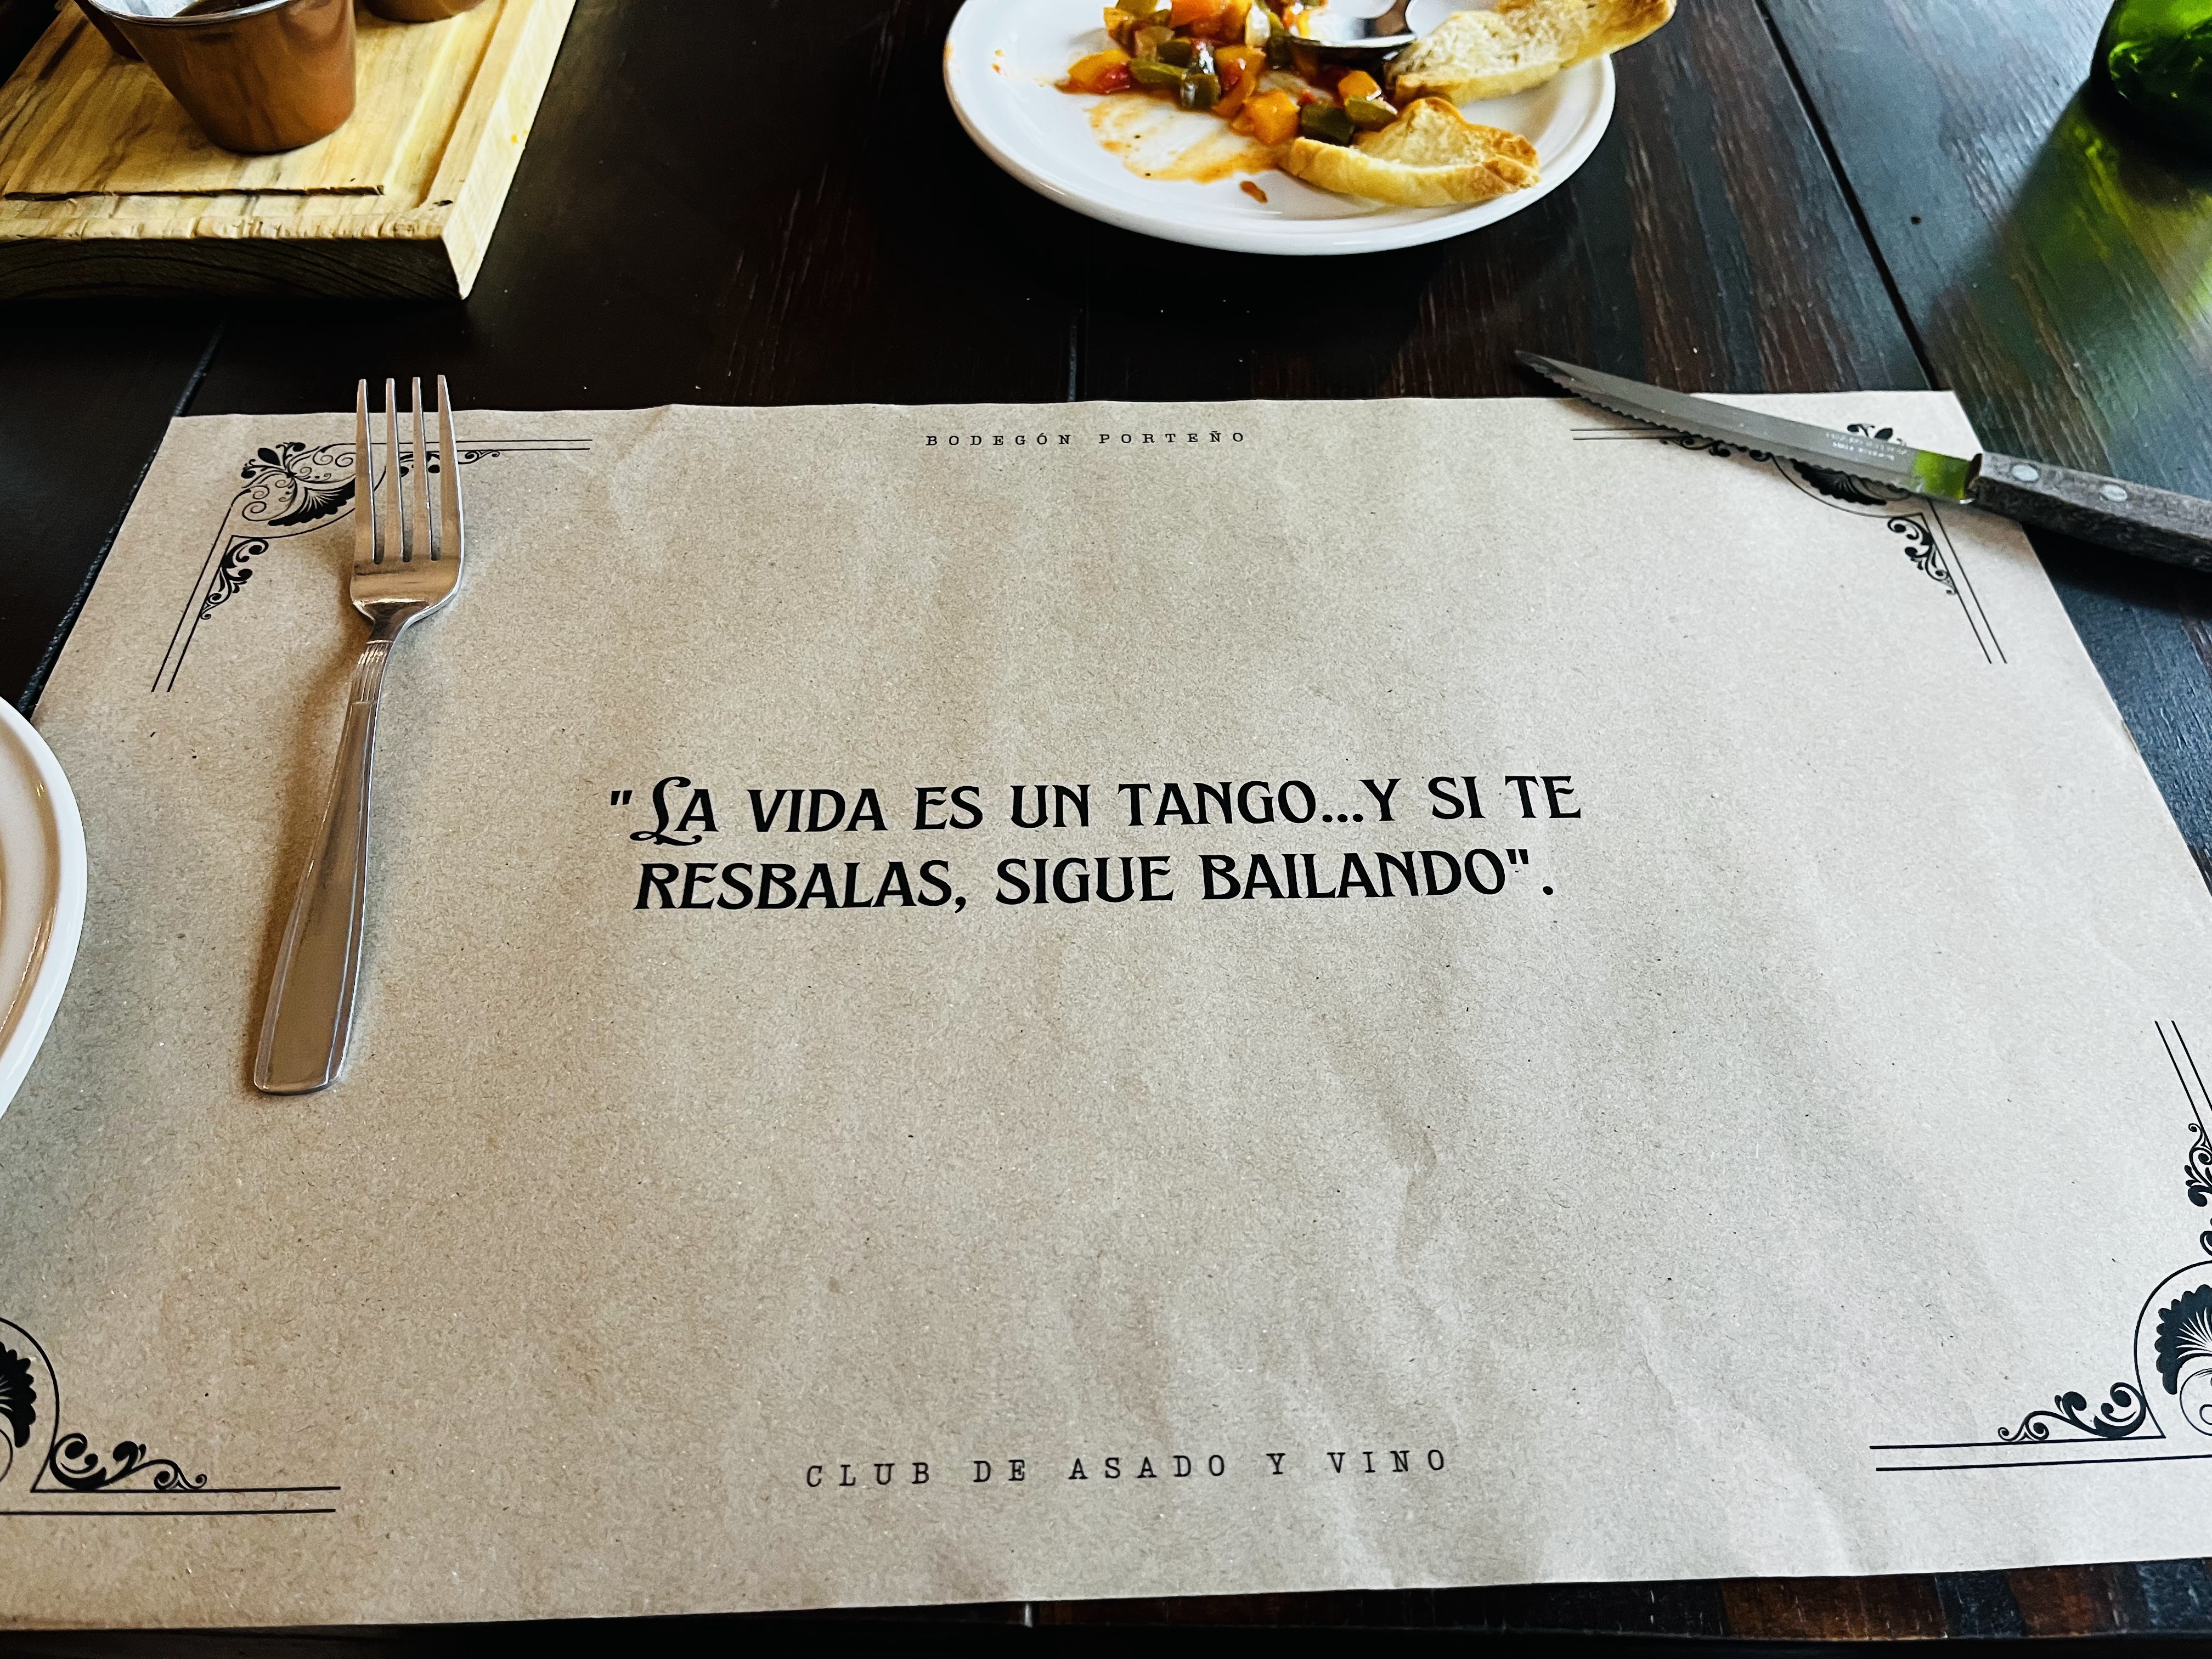 BODEGÓN PORTEÑO
"LA VIDA ES UN TANGO...Y SI TE
RESBALAS, SIGUE BAILANDO".
CLUB DE ASADO Y VINO